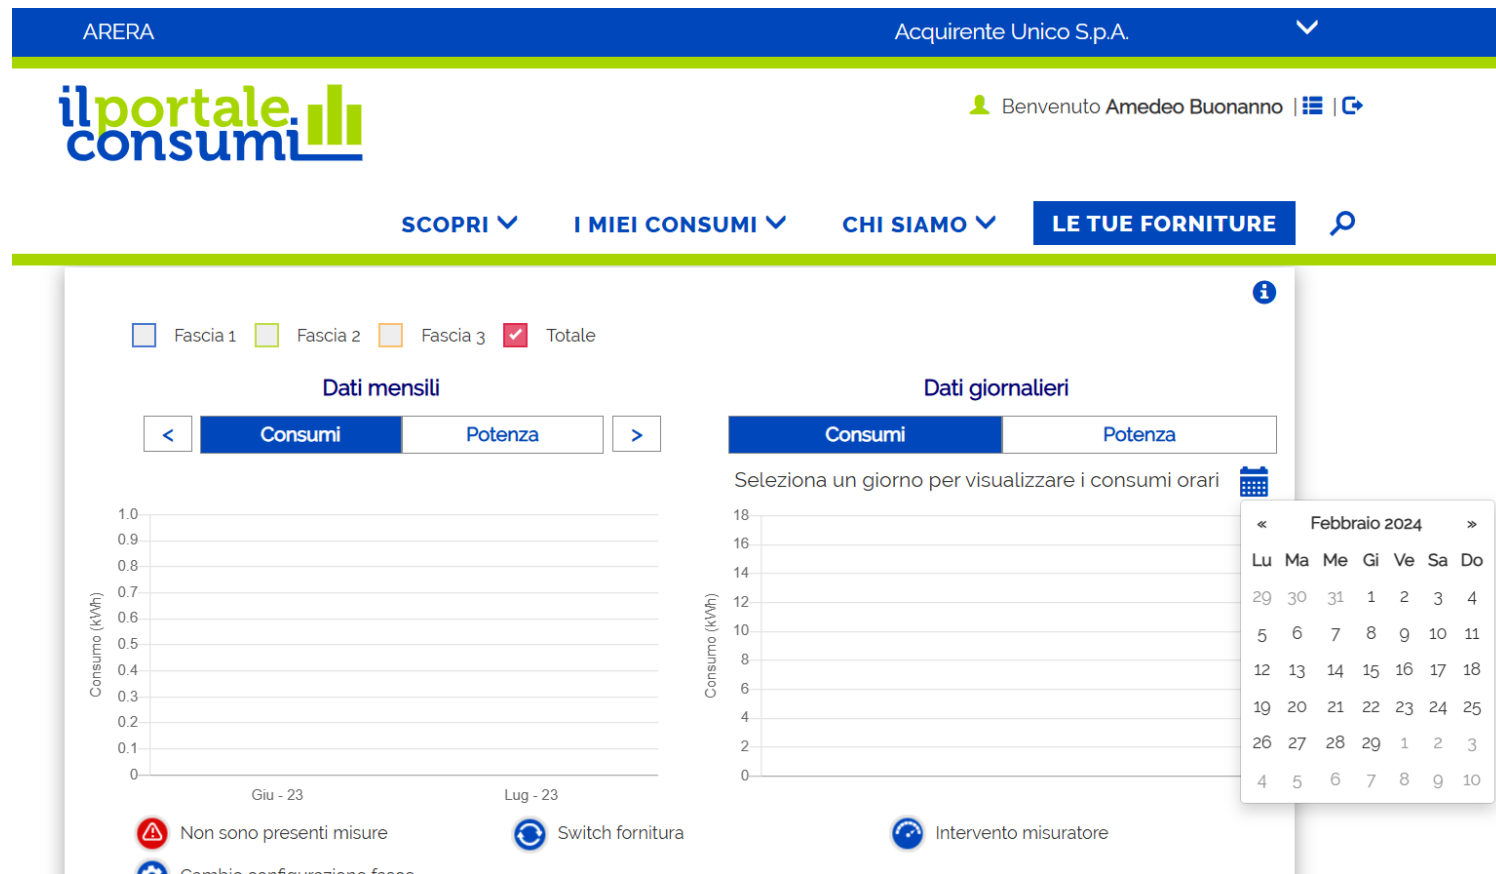 ARERA
Acquirente Unico S.p.A.
ilportale
consumi
Benvenuto Amedeo Buonanno | |
SCOPRI
I MIEI CONSUMI
CHI SIAMO
LE TUE FORNITURE
Fascia 1 Fascia 2 Fascia 3 Totale
Dati mensili
< Consumi Potenza >
Consumo (kWh)
1.0
0.9
0.8
0.7
0.6
0.5
0.4
0.3
0.2
0.1
0
Giu - 23 Lug - 23
Dati giornalieri
Consumi Potenza
Seleziona un giorno per visualizzare i consumi orari
Consumo (kWh)
18
16
14
12
10
8
6
4
2
0
« Febbraio 2024 »
Lu Ma Me Gi Ve Sa Do
29 30 31 1 2 3 4
5 6 7 8 9 10 11
12 13 14 15 16 17 18
19 20 21 22 23 24 25
26 27 28 29 1 2 3
4 5 6 7 8 9 10
Non sono presenti misure
Switch fornitura
Intervento misuratore
Cambio configurazione fasce